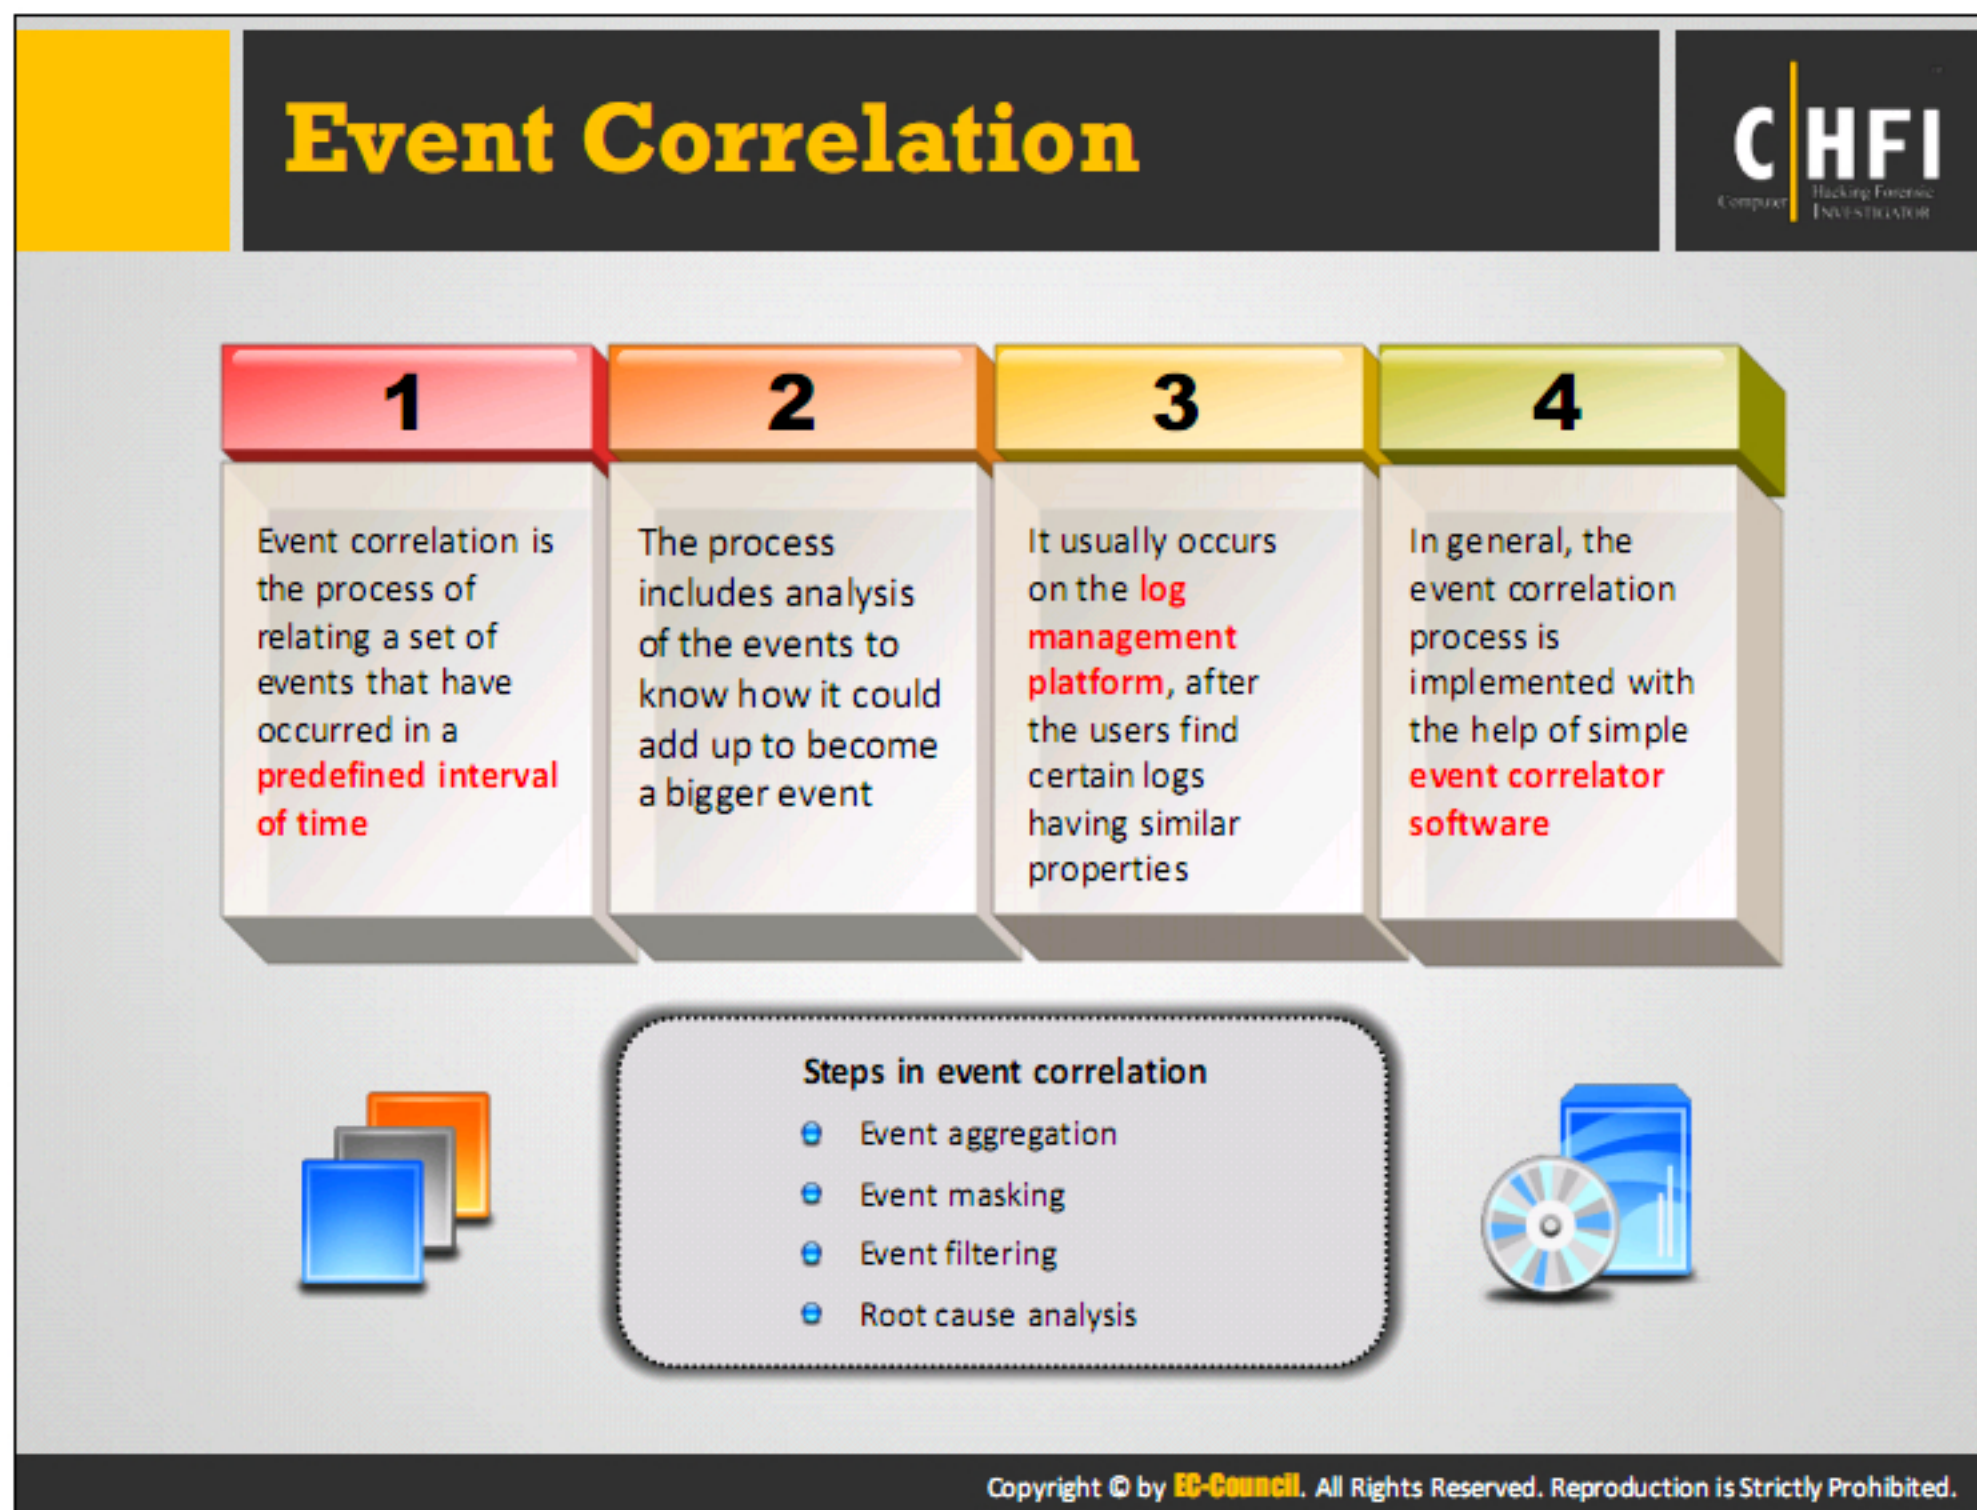 Event Correlation
C HFI
Computer
Hacking Forensic
INVESTIGATOR
1
Event correlation is
the process of
relating a set of
events that have
occurred in a
predefined interval
of time
2
The process
includes analysis
of the events to
know how it could
add up to become
a bigger event
3
It usually occurs
on the log
management
platform, after
the users find
certain logs
having similar
properties
4
In general, the
event correlation
process is
implemented with
the help of simple
event correlator
software
Steps in event correlation
Event aggregation
Event masking
Event filtering
Root cause analysis
Copyright © by EC-Council. All Rights Reserved. Reproduction is Strictly Prohibited.